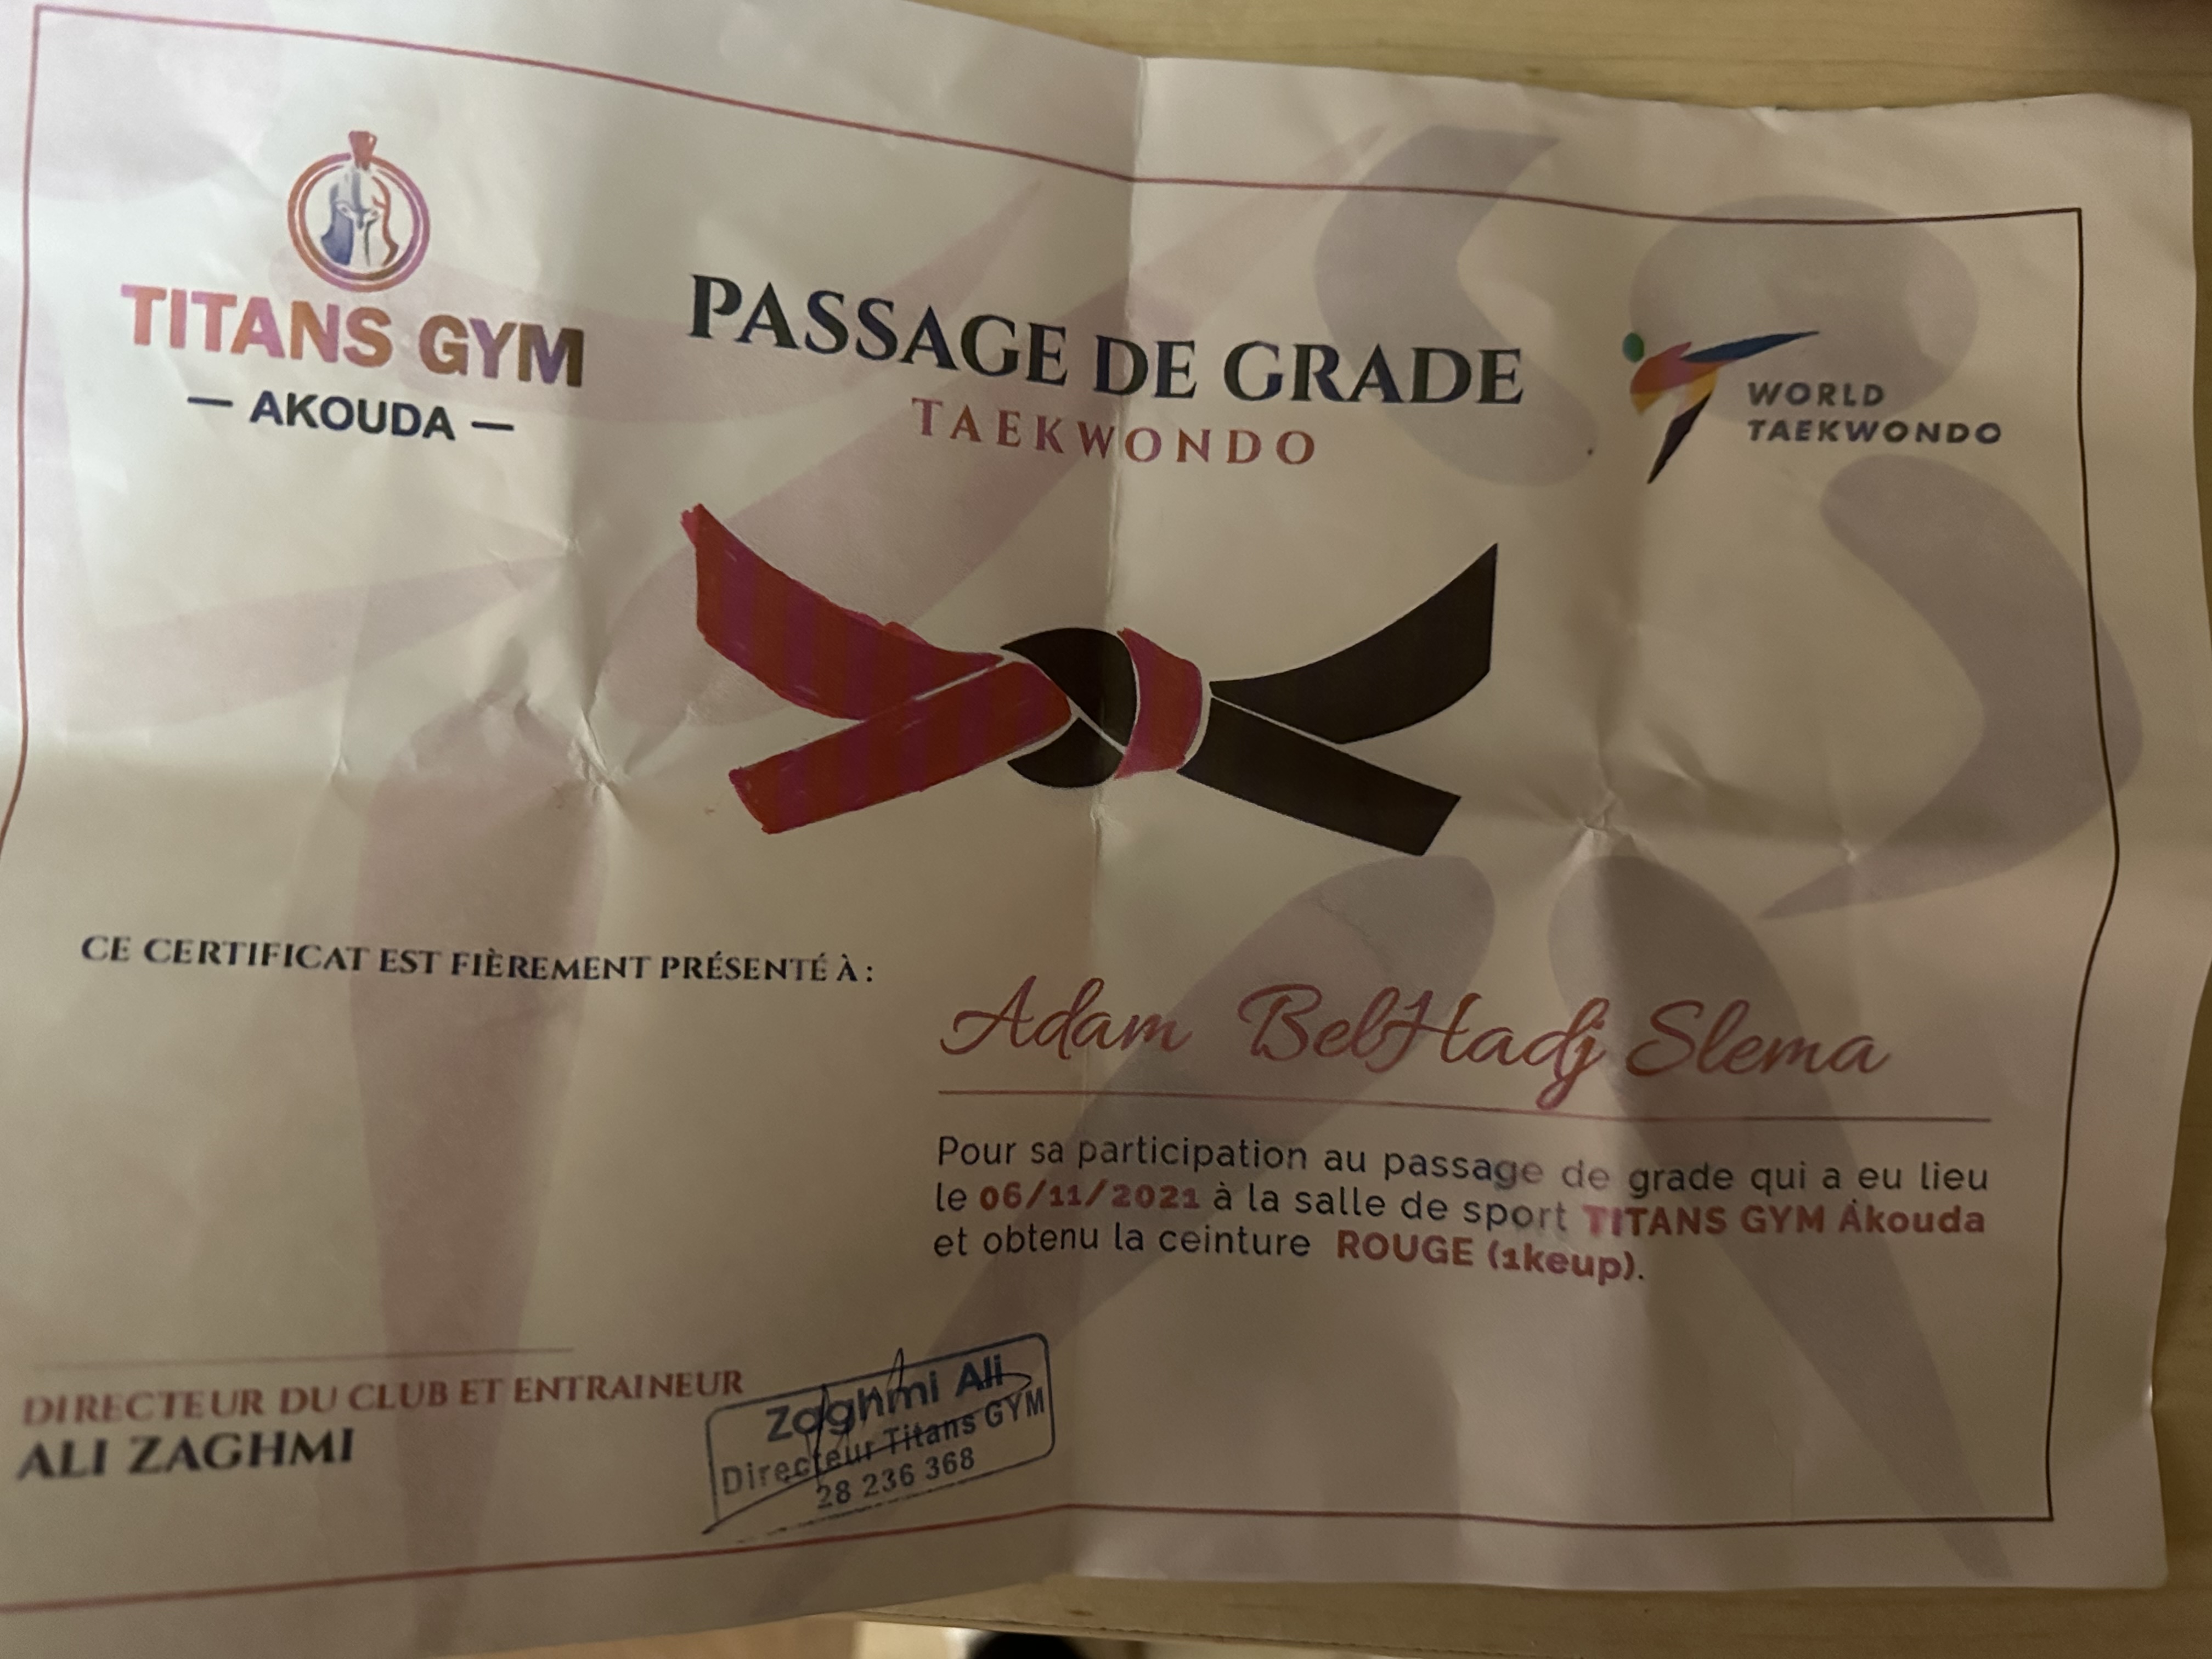 TITANS GYM
— AKOUDA —
PASSAGE DE GRADE
TAEKWONDO
WORLD
TAEKWONDO
CE CERTIFICAT EST FIÈREMENT PRÉSENTÉ À :
Adam BelHadj Slema
Pour sa participation au passage de grade qui a eu lieu
le 06/11/2021 à la salle de sport TITANS GYM Akouda
et obtenu la ceinture ROUGE (1keup).
DIRECTEUR DU CLUB ET ENTRAINEUR
ALI ZAGHMI
Zaghmi Ali
Directeur Titans GYM
28 236 368